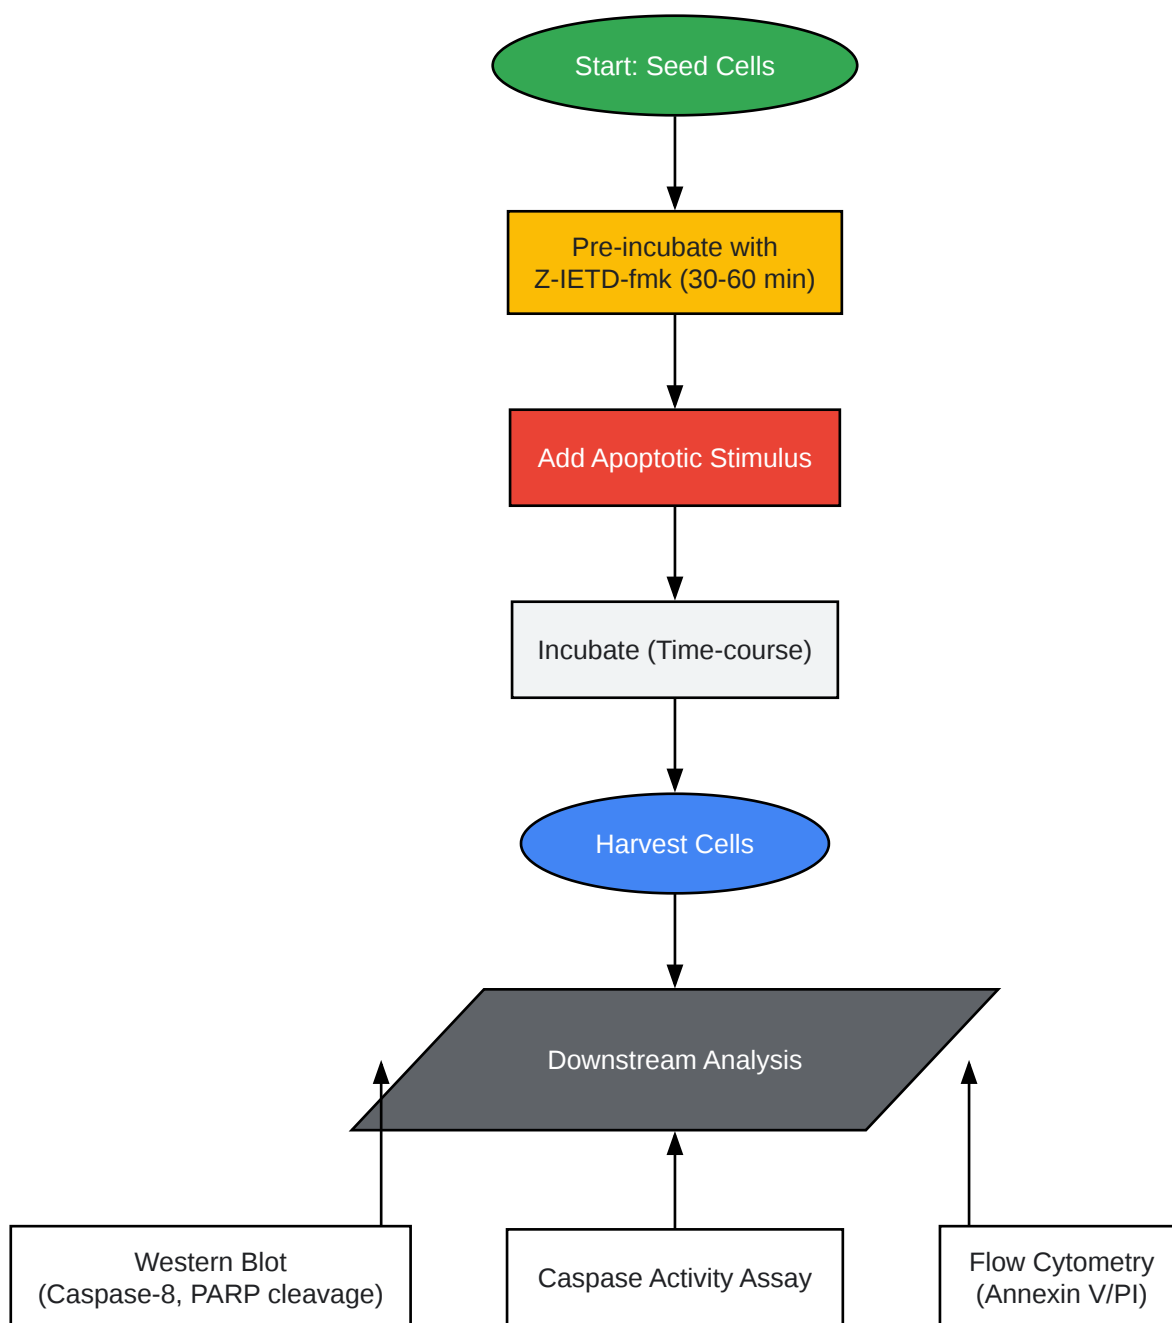 Start: Seed Cells
Pre-incubate with
Z-IETD-fmk (30-60 min)
Add Apoptotic Stimulus
Incubate (Time-course)
Harvest Cells
Downstream Analysis
Western Blot
(Caspase-8, PARP cleavage)
Caspase Activity Assay
Flow Cytometry
(Annexin V/PI)